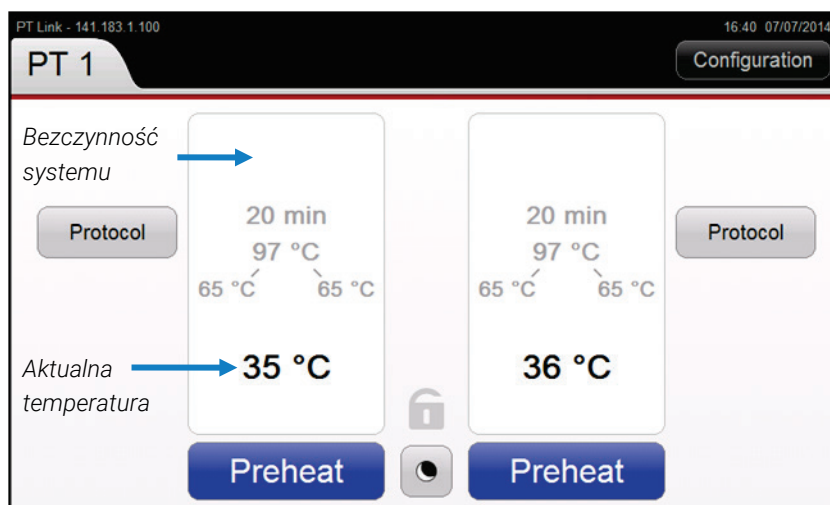 PT Link - 141.183.1.100
16:40 07/07/2014
PT 1
Configuration
Bezczynność
systemu
Protocol
20 min
97 °C
65 °C 65 °C
20 min
97 °C
65 °C 65 °C
Protocol
Aktualna
temperatura
35 °C
36 °C
Preheat
Preheat